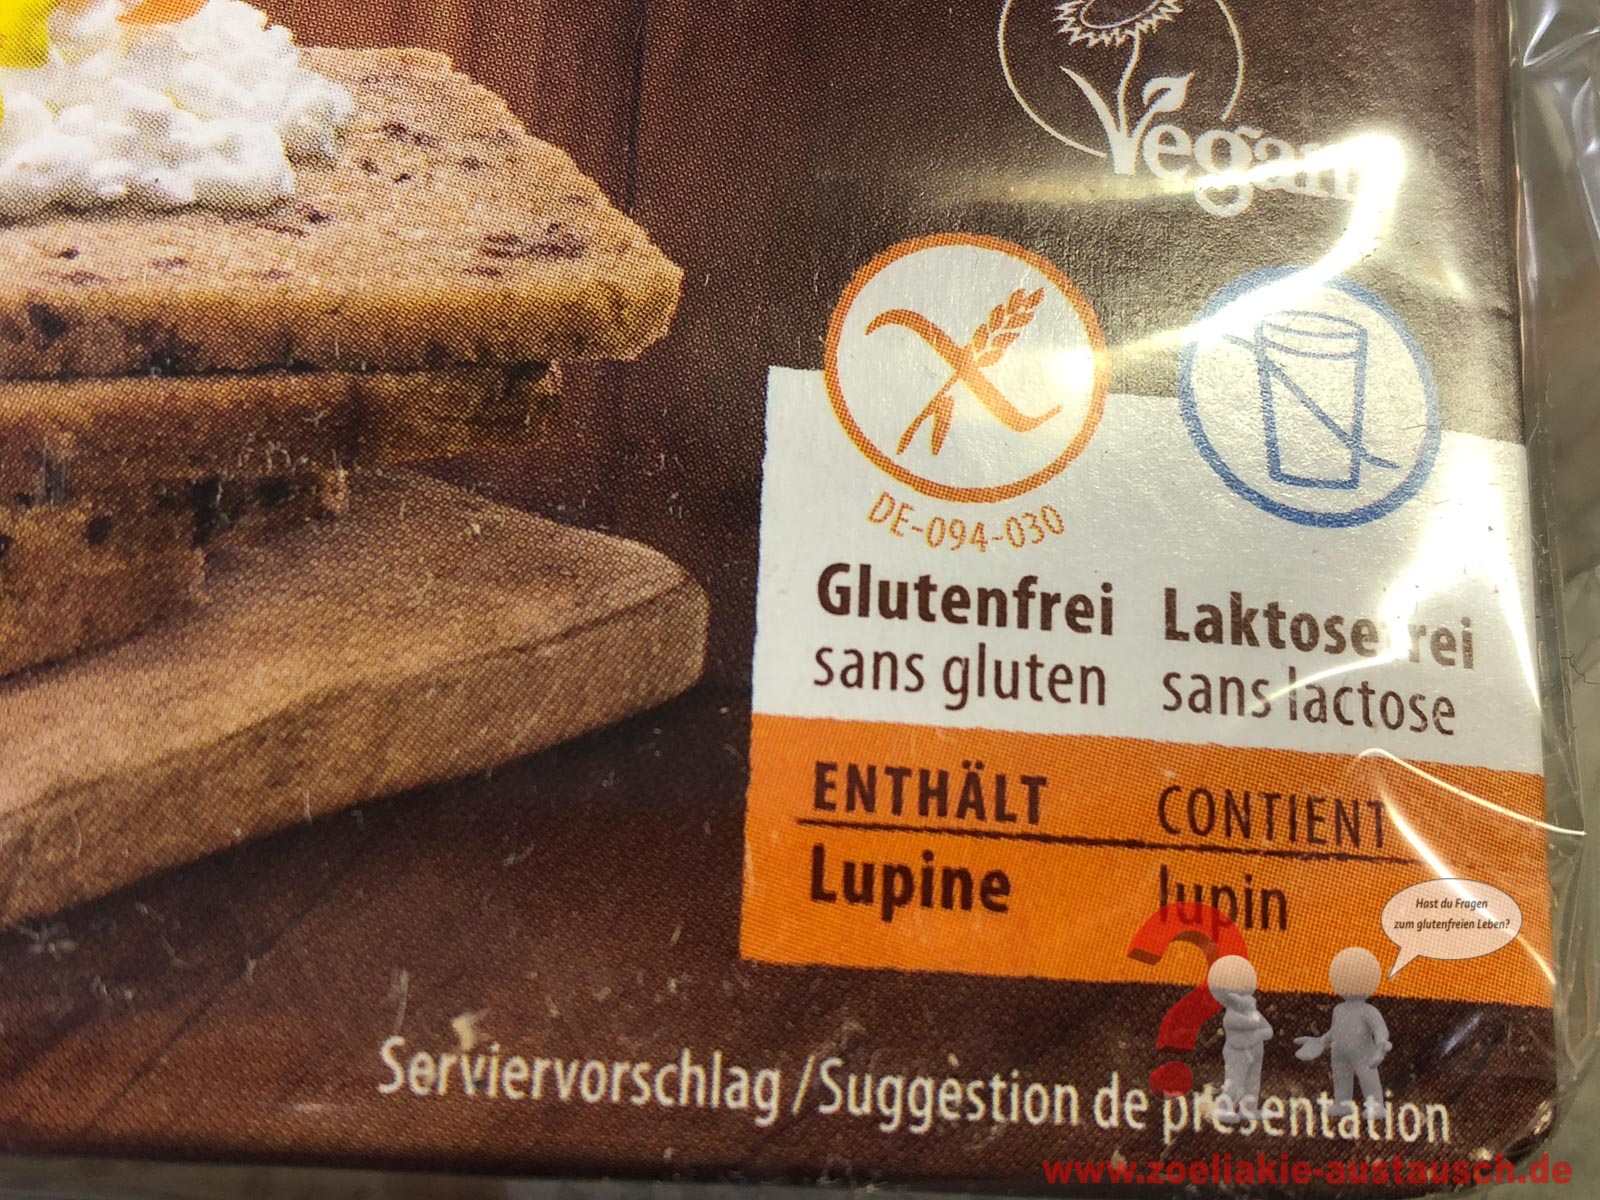 Vegan
DE-094-030
Glutenfrei
sans gluten
Laktosefrei
sans lactose
ENTHÄLT
Lupine
CONTIENT
lupin
Hast du Fragen
zum glutenfreien Leben?
Serviervorschlag / Suggestion de présentation
www.zoeliakie-austausch.de